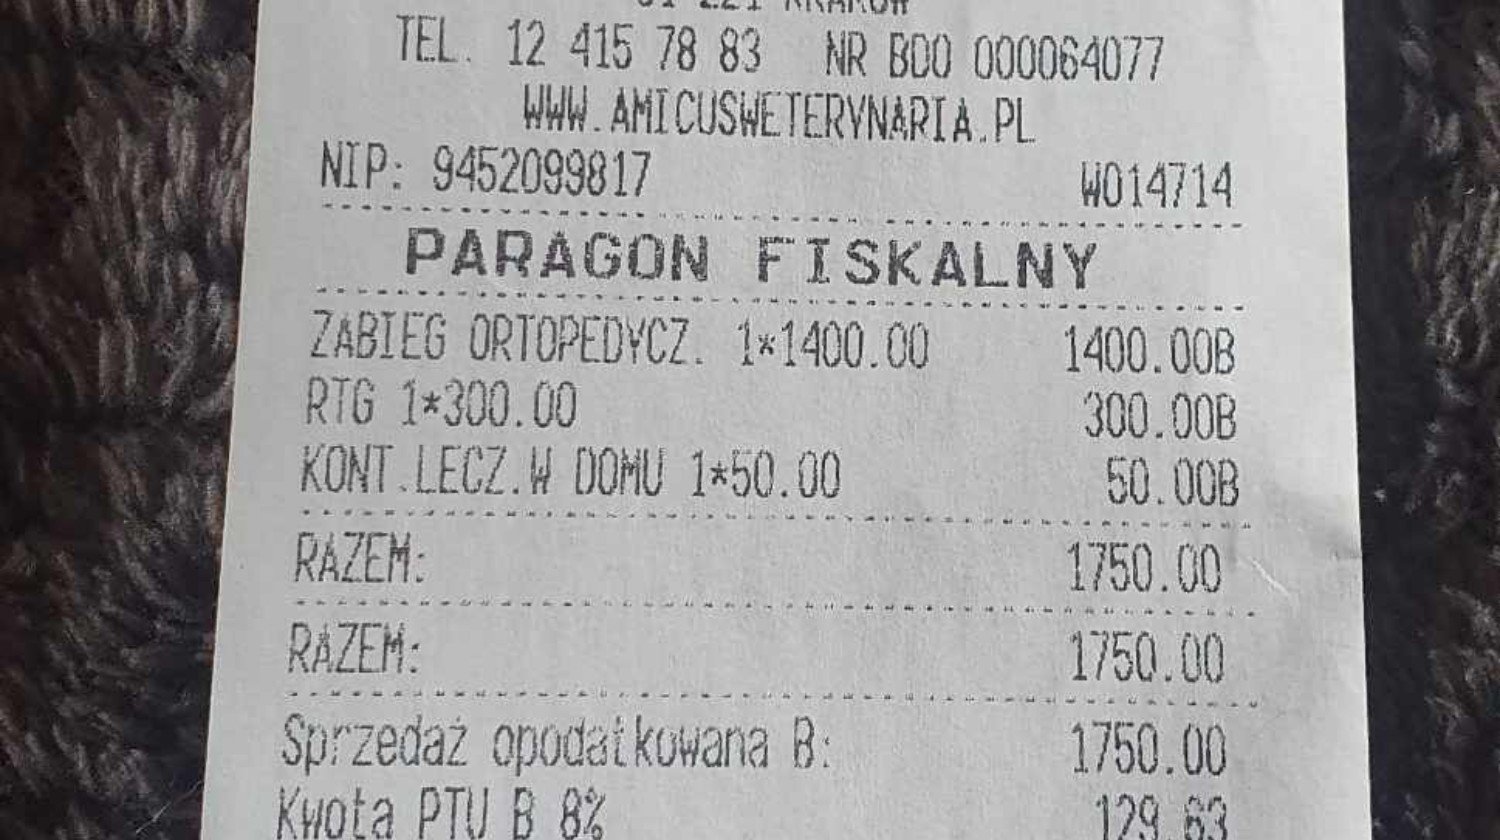 TEL. 12 415 78 83 NR BDO 000064077
WWW.AMICUSWETERYNARIA.PL
NIP: 9452099817 W014714
PARAGON FISKALNY
ZABIEG ORTOPEDYCZ. 1*1400.00 1400.00B
RTG 1*300.00 300.00B
KONT.LECZ.W DOMU 1*50.00 50.00B
RAZEM: 1750.00
RAZEM: 1750.00
Sprzedaż opodatkowana B: 1750.00
Kwota PTU B 8% 129.63